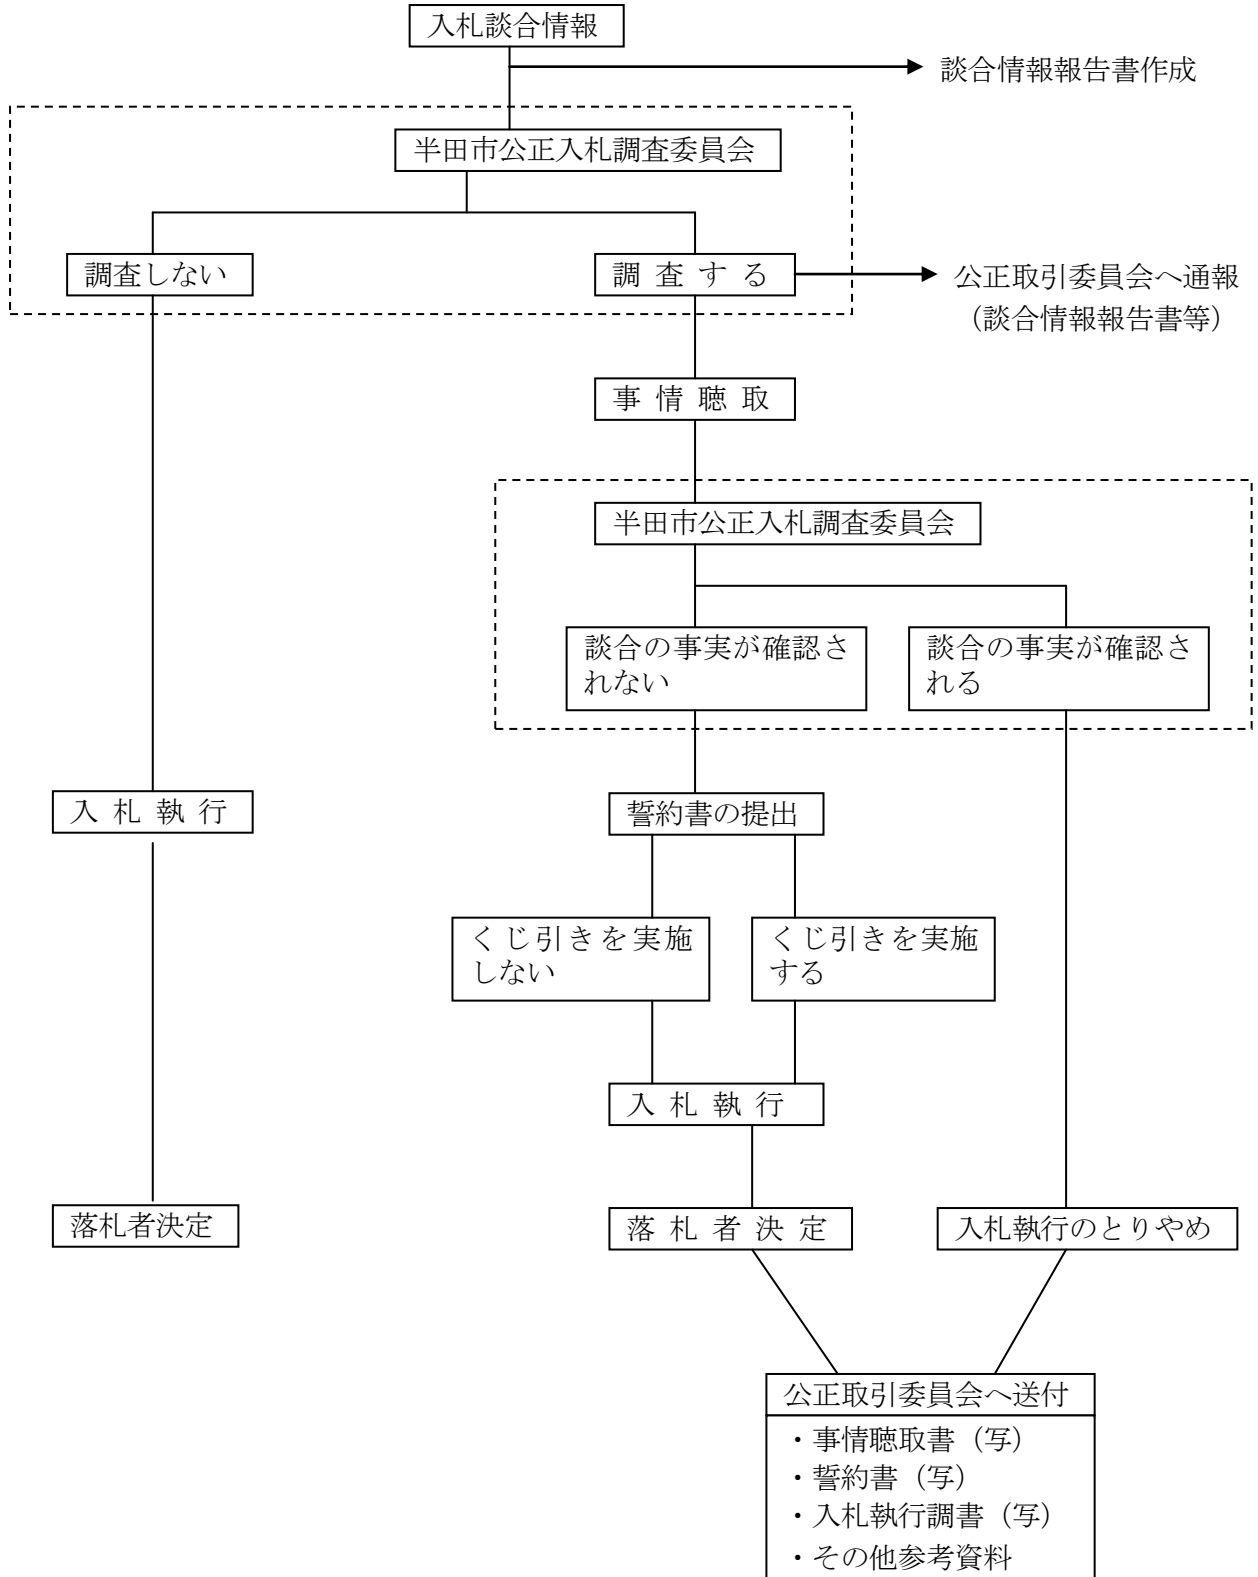 入札談合情報
談合情報報告書作成
半田市公正入札調査委員会
調査しない
調 査 す る
公正取引委員会へ通報
（談合情報報告書等）
事 情 聴 取
半田市公正入札調査委員会
談合の事実が確認さ
れない
談合の事実が確認さ
れる
入 札 執 行
誓約書の提出
くじ引きを実施
しない
くじ引きを実施
する
入 札 執 行
落札者決定
落 札 者 決 定
入札執行のとりやめ
公正取引委員会へ送付
・事情聴取書（写）
・誓約書（写）
・入札執行調書（写）
・その他参考資料